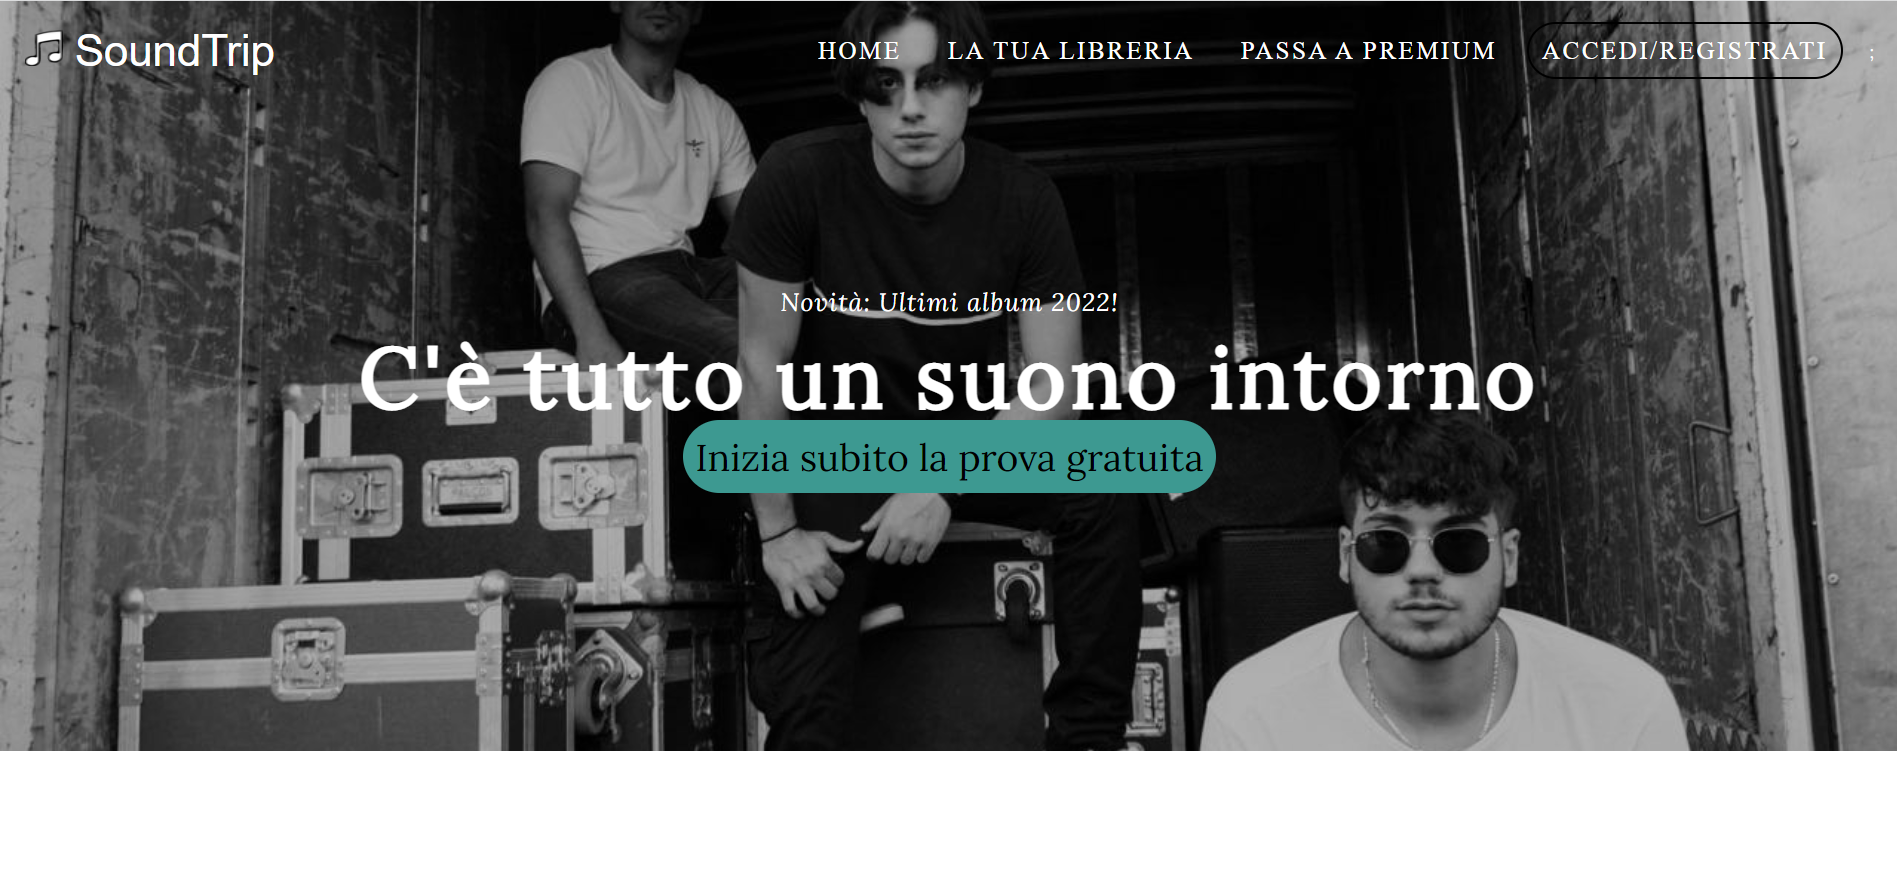 SoundTrip
HOME LA TUA LIBRERIA PASSA A PREMIUM ACCEDI/REGISTRATI ;
Novità: Ultimi album 2022!
C'è tutto un suono intorno
Inizia subito la prova gratuita